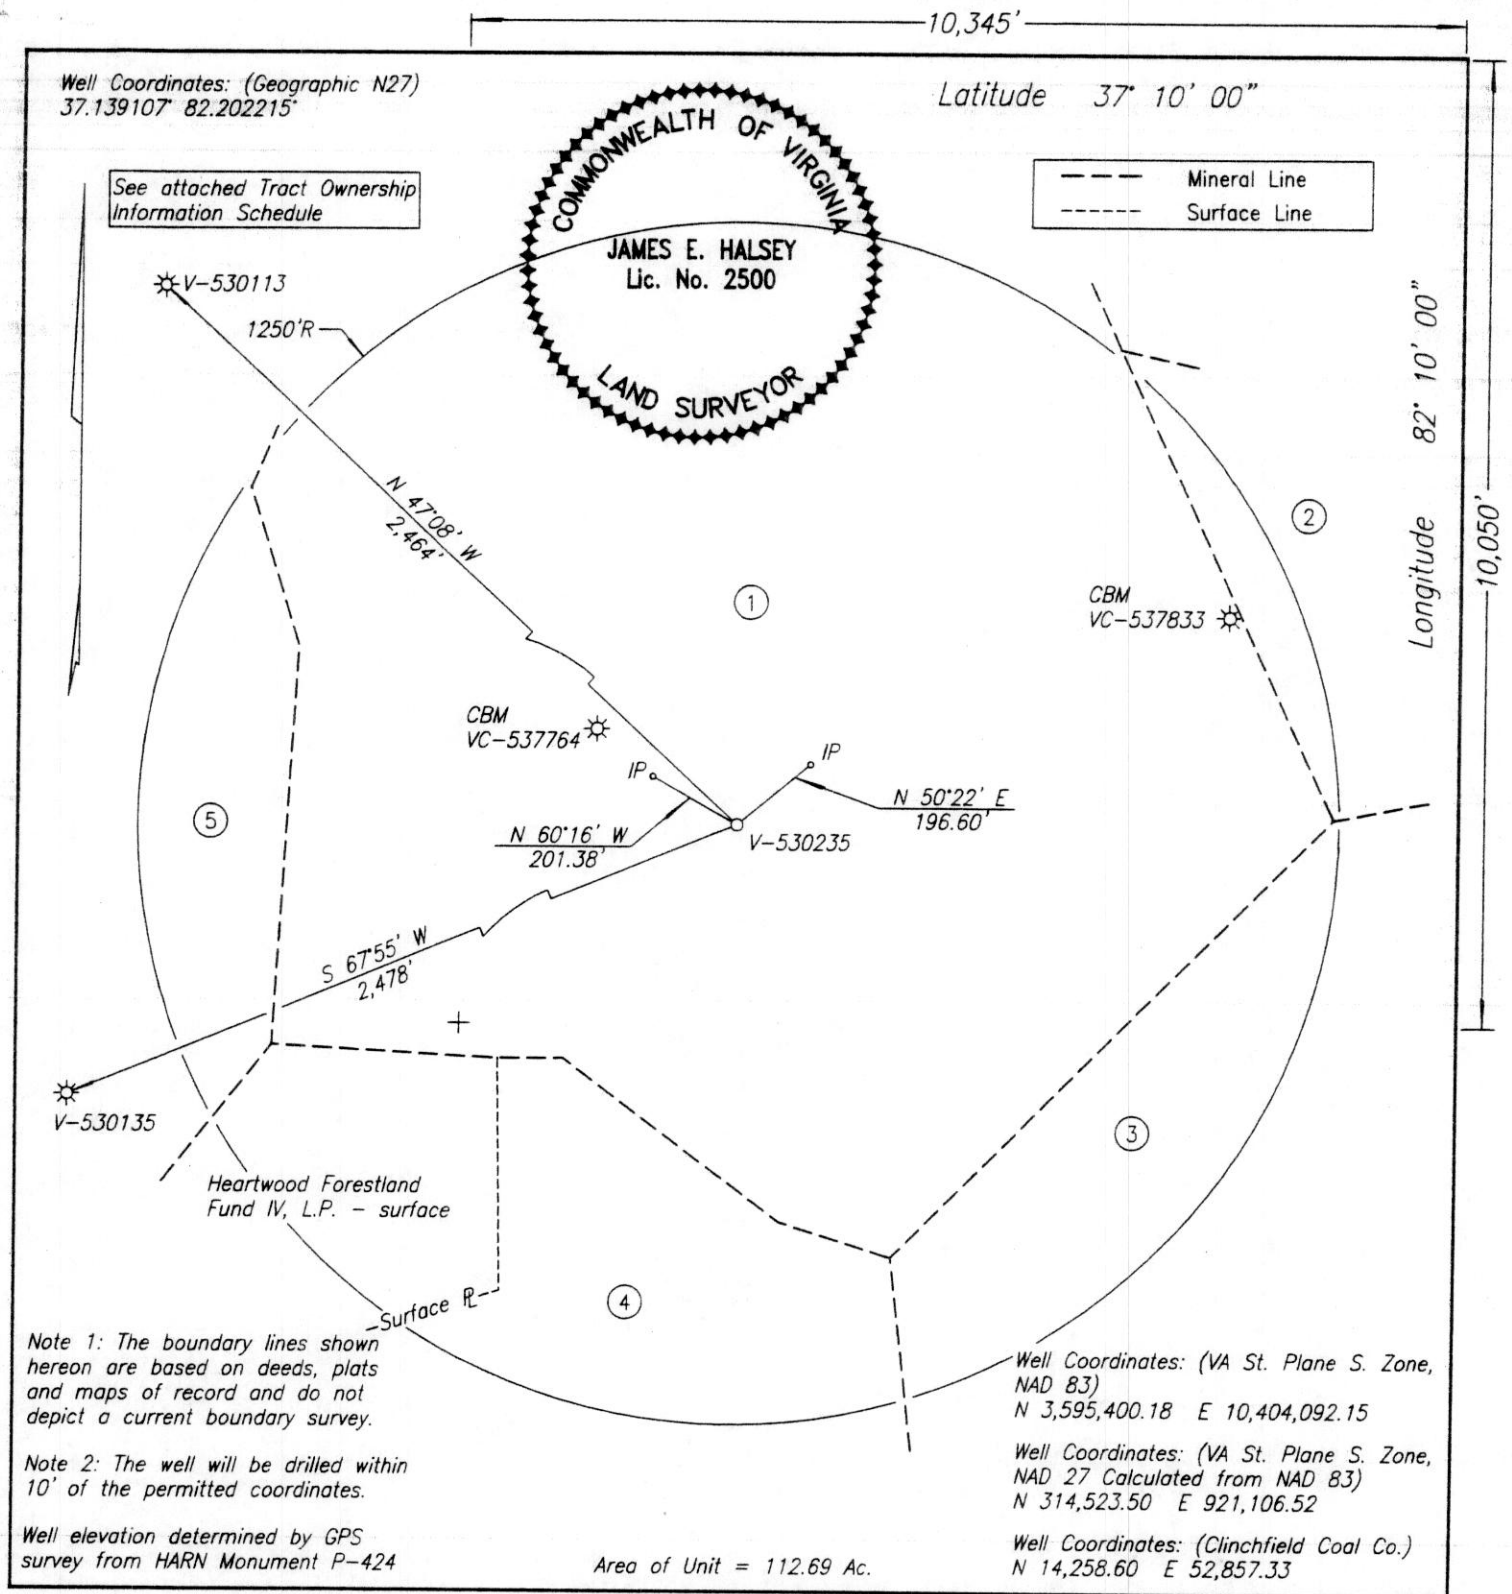 10,345'
Well Coordinates: (Geographic N27)
37.139107° 82.202215°
Latitude 37° 10' 00"
See attached Tract Ownership
Information Schedule
COMMONWEALTH OF VIRGINIA
JAMES E. HALSEY
Lic. No. 2500
LAND SURVEYOR
Mineral Line
Surface Line
V-530113
1250'R
Longitude 82° 10' 00"
10,050'
N 47°08' W
2,464'
2
1
CBM
VC-537833
CBM
VC-537764
IP
IP
N 50°22' E
196.60'
5
N 60°16' W
201.38'
V-530235
S 67°55' W
2,478'
V-530135
3
Heartwood Forestland
Fund IV, L.P. - surface
4
Surface PL
Note 1: The boundary lines shown
hereon are based on deeds, plats
and maps of record and do not
depict a current boundary survey.
Note 2: The well will be drilled within
10' of the permitted coordinates.
Well elevation determined by GPS
survey from HARN Monument P-424
Area of Unit = 112.69 Ac.
Well Coordinates: (VA St. Plane S. Zone,
NAD 83)
N 3,595,400.18 E 10,404,092.15
Well Coordinates: (VA St. Plane S. Zone,
NAD 27 Calculated from NAD 83)
N 314,523.50 E 921,106.52
Well Coordinates: (Clinchfield Coal Co.)
N 14,258.60 E 52,857.33